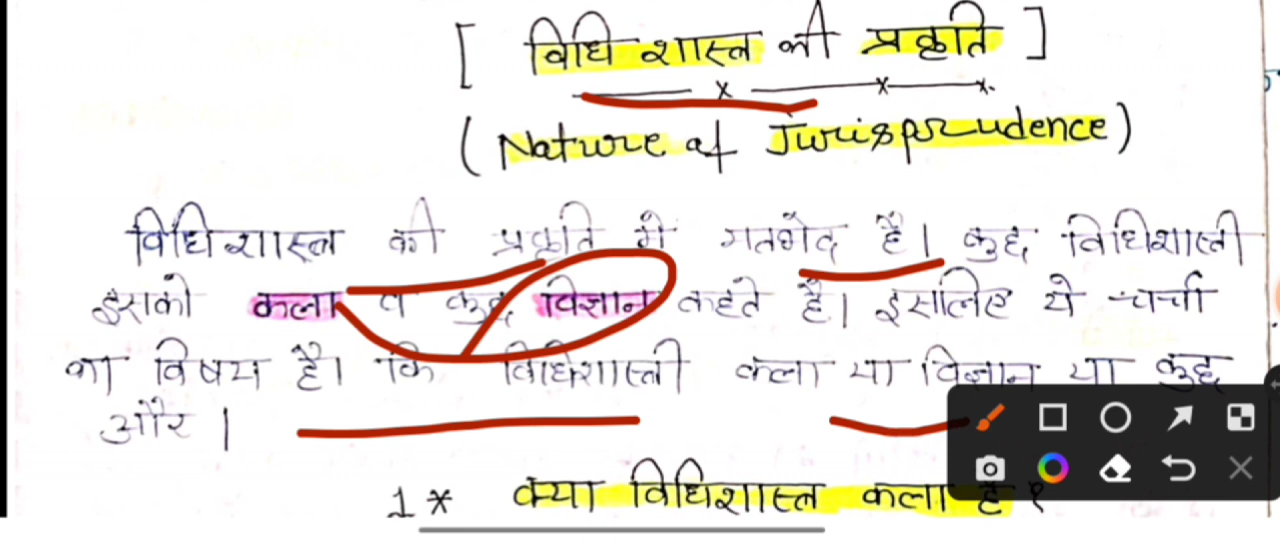 [ विधि शास्त्र की प्रकृति ]
( Nature of Jurisprudence )
विधिशास्त्र की प्रकृति मे मतभेद है। कुछ विधिशास्त्री
इसको कला व कुछ विज्ञान कहते है। इसलिए ये चर्चा
का विषय है। कि विधिशास्त्री कला या विज्ञान या कुछ
और।
1* क्या विधिशास्त्र कला है?